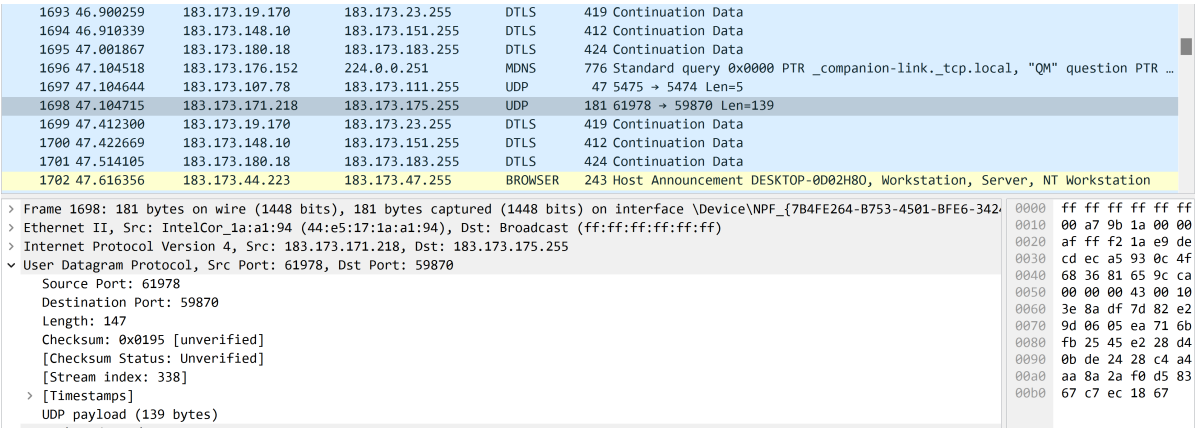 1693 46.900259 183.173.19.170 183.173.23.255 DTLS 419 Continuation Data
1694 46.910339 183.173.148.10 183.173.151.255 DTLS 412 Continuation Data
1695 47.001867 183.173.180.18 183.173.183.255 DTLS 424 Continuation Data
1696 47.104518 183.173.176.152 224.0.0.251 MDNS 776 Standard query 0x0000 PTR _companion-link._tcp.local, "QM" question PTR …
1697 47.104644 183.173.107.78 183.173.111.255 UDP 47 5475 → 5474 Len=5
1698 47.104715 183.173.171.218 183.173.175.255 UDP 181 61978 → 59870 Len=139
1699 47.412300 183.173.19.170 183.173.23.255 DTLS 419 Continuation Data
1700 47.422669 183.173.148.10 183.173.151.255 DTLS 412 Continuation Data
1701 47.514105 183.173.180.18 183.173.183.255 DTLS 424 Continuation Data
1702 47.616356 183.173.44.223 183.173.47.255 BROWSER 243 Host Announcement DESKTOP-0D02H8O, Workstation, Server, NT Workstation
Frame 1698: 181 bytes on wire (1448 bits), 181 bytes captured (1448 bits) on interface \Device\NPF_{7B4FE264-B753-4501-BFE6-342
Ethernet II, Src: IntelCor_1a:a1:94 (44:e5:17:1a:a1:94), Dst: Broadcast (ff:ff:ff:ff:ff:ff)
Internet Protocol Version 4, Src: 183.173.171.218, Dst: 183.173.175.255
User Datagram Protocol, Src Port: 61978, Dst Port: 59870
Source Port: 61978
Destination Port: 59870
Length: 147
Checksum: 0x0195 [unverified]
[Checksum Status: Unverified]
[Stream index: 338]
[Timestamps]
UDP payload (139 bytes)
0000 ff ff ff ff ff ff
0010 00 a7 9b 1a 00 00
0020 af ff f2 1a e9 de
0030 cd ec a5 93 0c 4f
0040 68 36 81 65 9c ca
0050 00 00 00 43 00 10
0060 3e 8a df 7d 82 e2
0070 9d 06 05 ea 71 6b
0080 fb 25 45 e2 28 d4
0090 0b de 24 28 c4 a4
00a0 aa 8a 2a f0 d5 83
00b0 67 c7 ec 18 67